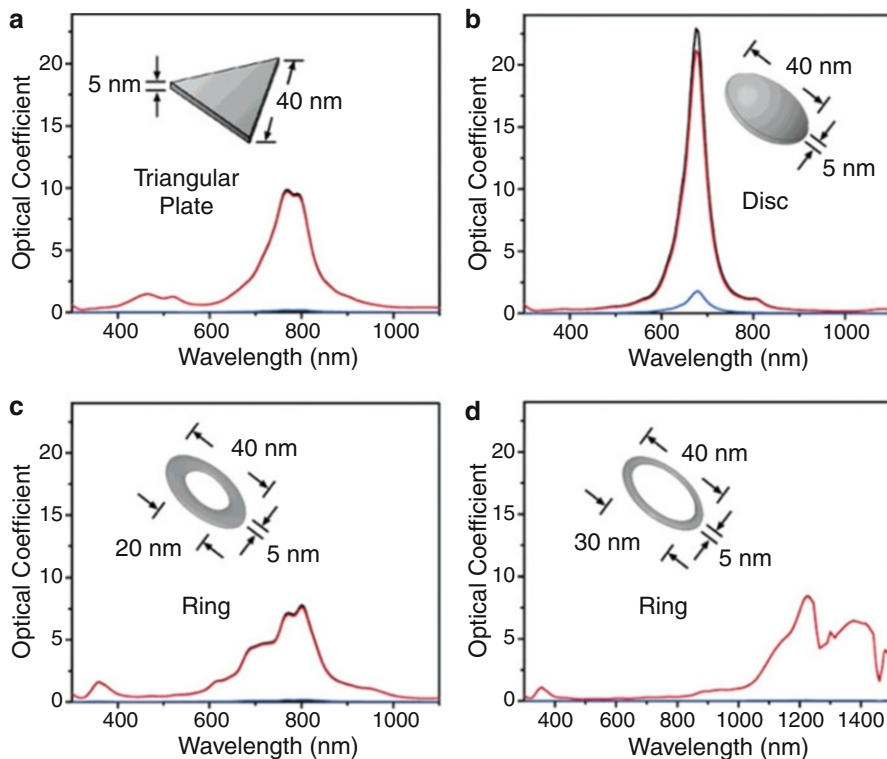 a
Optical Coefficient
20
15
10
5
0
5 nm
40 nm
Triangular
Plate
400 600 800 1000
Wavelength (nm)
b
Optical Coefficient
20
15
10
5
0
40 nm
5 nm
Disc
400 600 800 1000
Wavelength (nm)
c
Optical Coefficient
20
15
10
5
0
40 nm
20 nm
5 nm
Ring
400 600 800 1000
Wavelength (nm)
d
Optical Coefficient
20
15
10
5
0
40 nm
30 nm
5 nm
Ring
400 600 800 1000 1200 1400
Wavelength (nm)